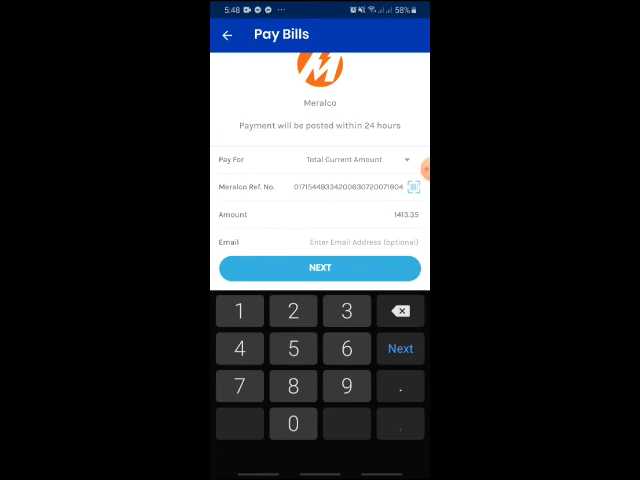 5:48 58%
Pay Bills
Meralco
Payment will be posted within 24 hours
Pay For Total Current Amount
Meralco Ref. No. 01715449334200630720071804
Amount 1413.35
Email Enter Email Address (optional)
NEXT
1 2 3
4 5 6 Next
7 8 9 .
0 ,